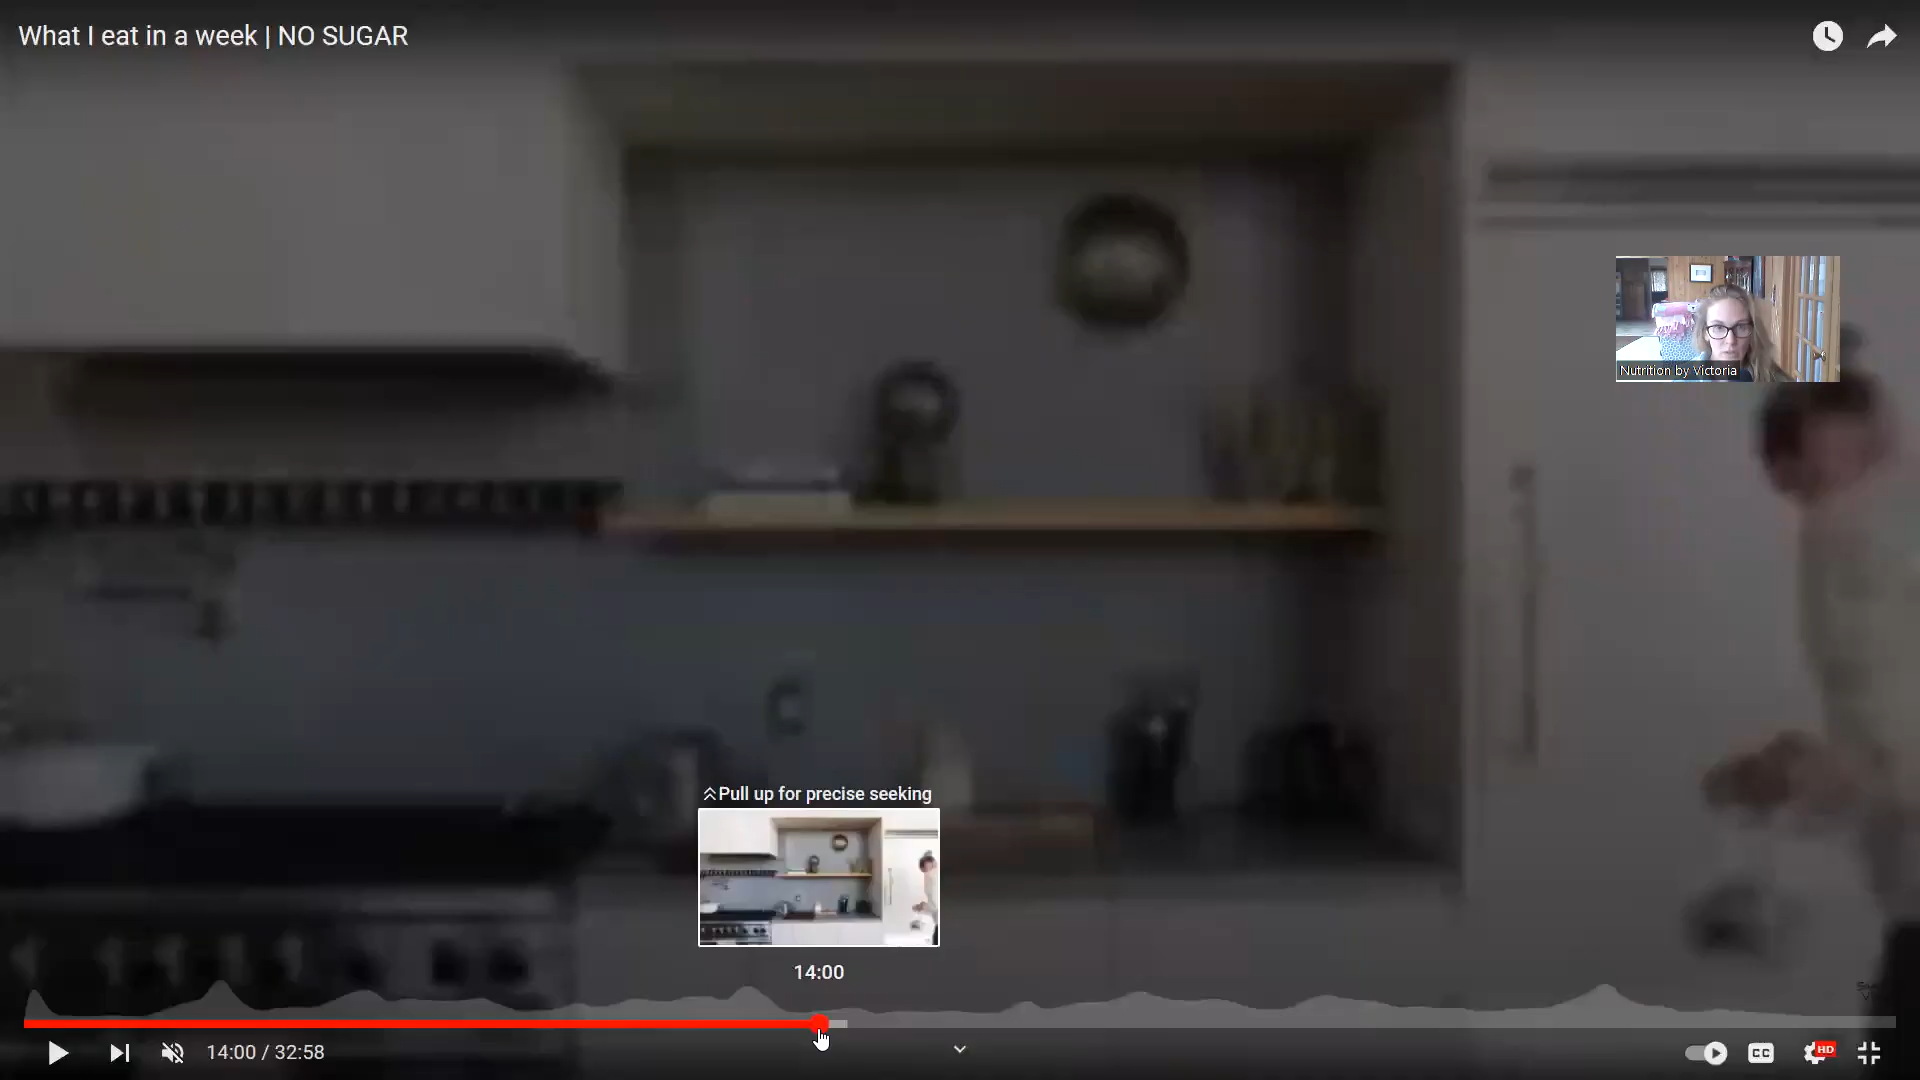 What I eat in a week | NO SUGAR
Nutrition by Victoria
Pull up for precise seeking
14:00
14:00 / 32:58
CC
HD